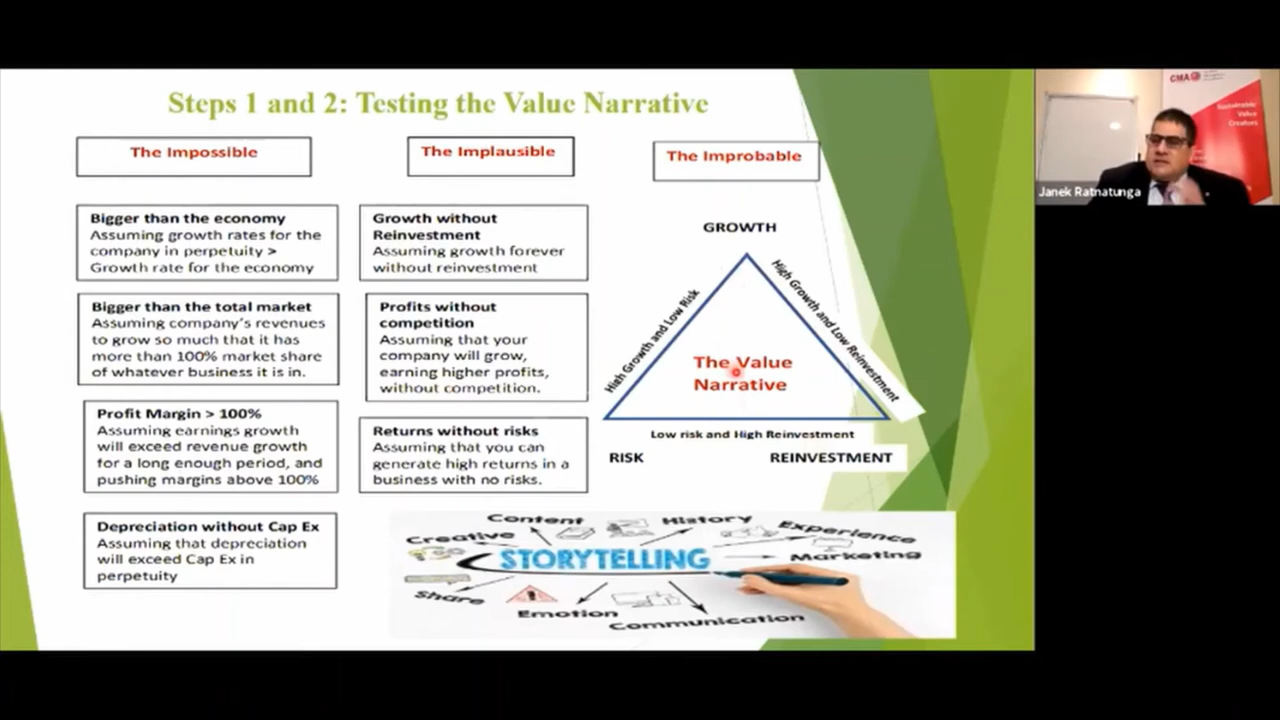 Steps 1 and 2: Testing the Value Narrative
The Impossible
The Implausible
The Improbable
Bigger than the economy
Assuming growth rates for the
company in perpetuity >
Growth rate for the economy
Bigger than the total market
Assuming company's revenues
to grow so much that it has
more than 100% market share
of whatever business it is in.
Profit Margin > 100%
Assuming earnings growth
will exceed revenue growth
for a long enough period, and
pushing margins above 100%
Depreciation without Cap Ex
Assuming that depreciation
will exceed Cap Ex in
perpetuity
Growth without
Reinvestment
Assuming growth forever
without reinvestment
Profits without
competition
Assuming that your
company will grow,
earning higher profits,
without competition.
Returns without risks
Assuming that you can
generate high returns in a
business with no risks.
GROWTH
High Growth and Low Risk
High Growth and Low Reinvestment
The Value
Narrative
Low risk and High Reinvestment
RISK
REINVESTMENT
Content
History
Experience
Creative
STORYTELLING
Marketing
Share
Emotion
Communication
CMA
Sustainable
Value
Creators
Janek Ratnatunga